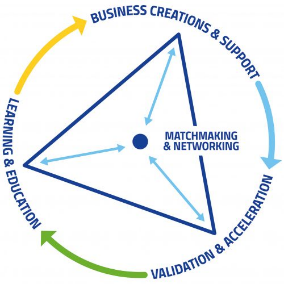 BUSINESS CREATIONS & SUPPORT
MATCHMAKING
& NETWORKING
LEARNING & EDUCATION
VALIDATION & ACCELERATION